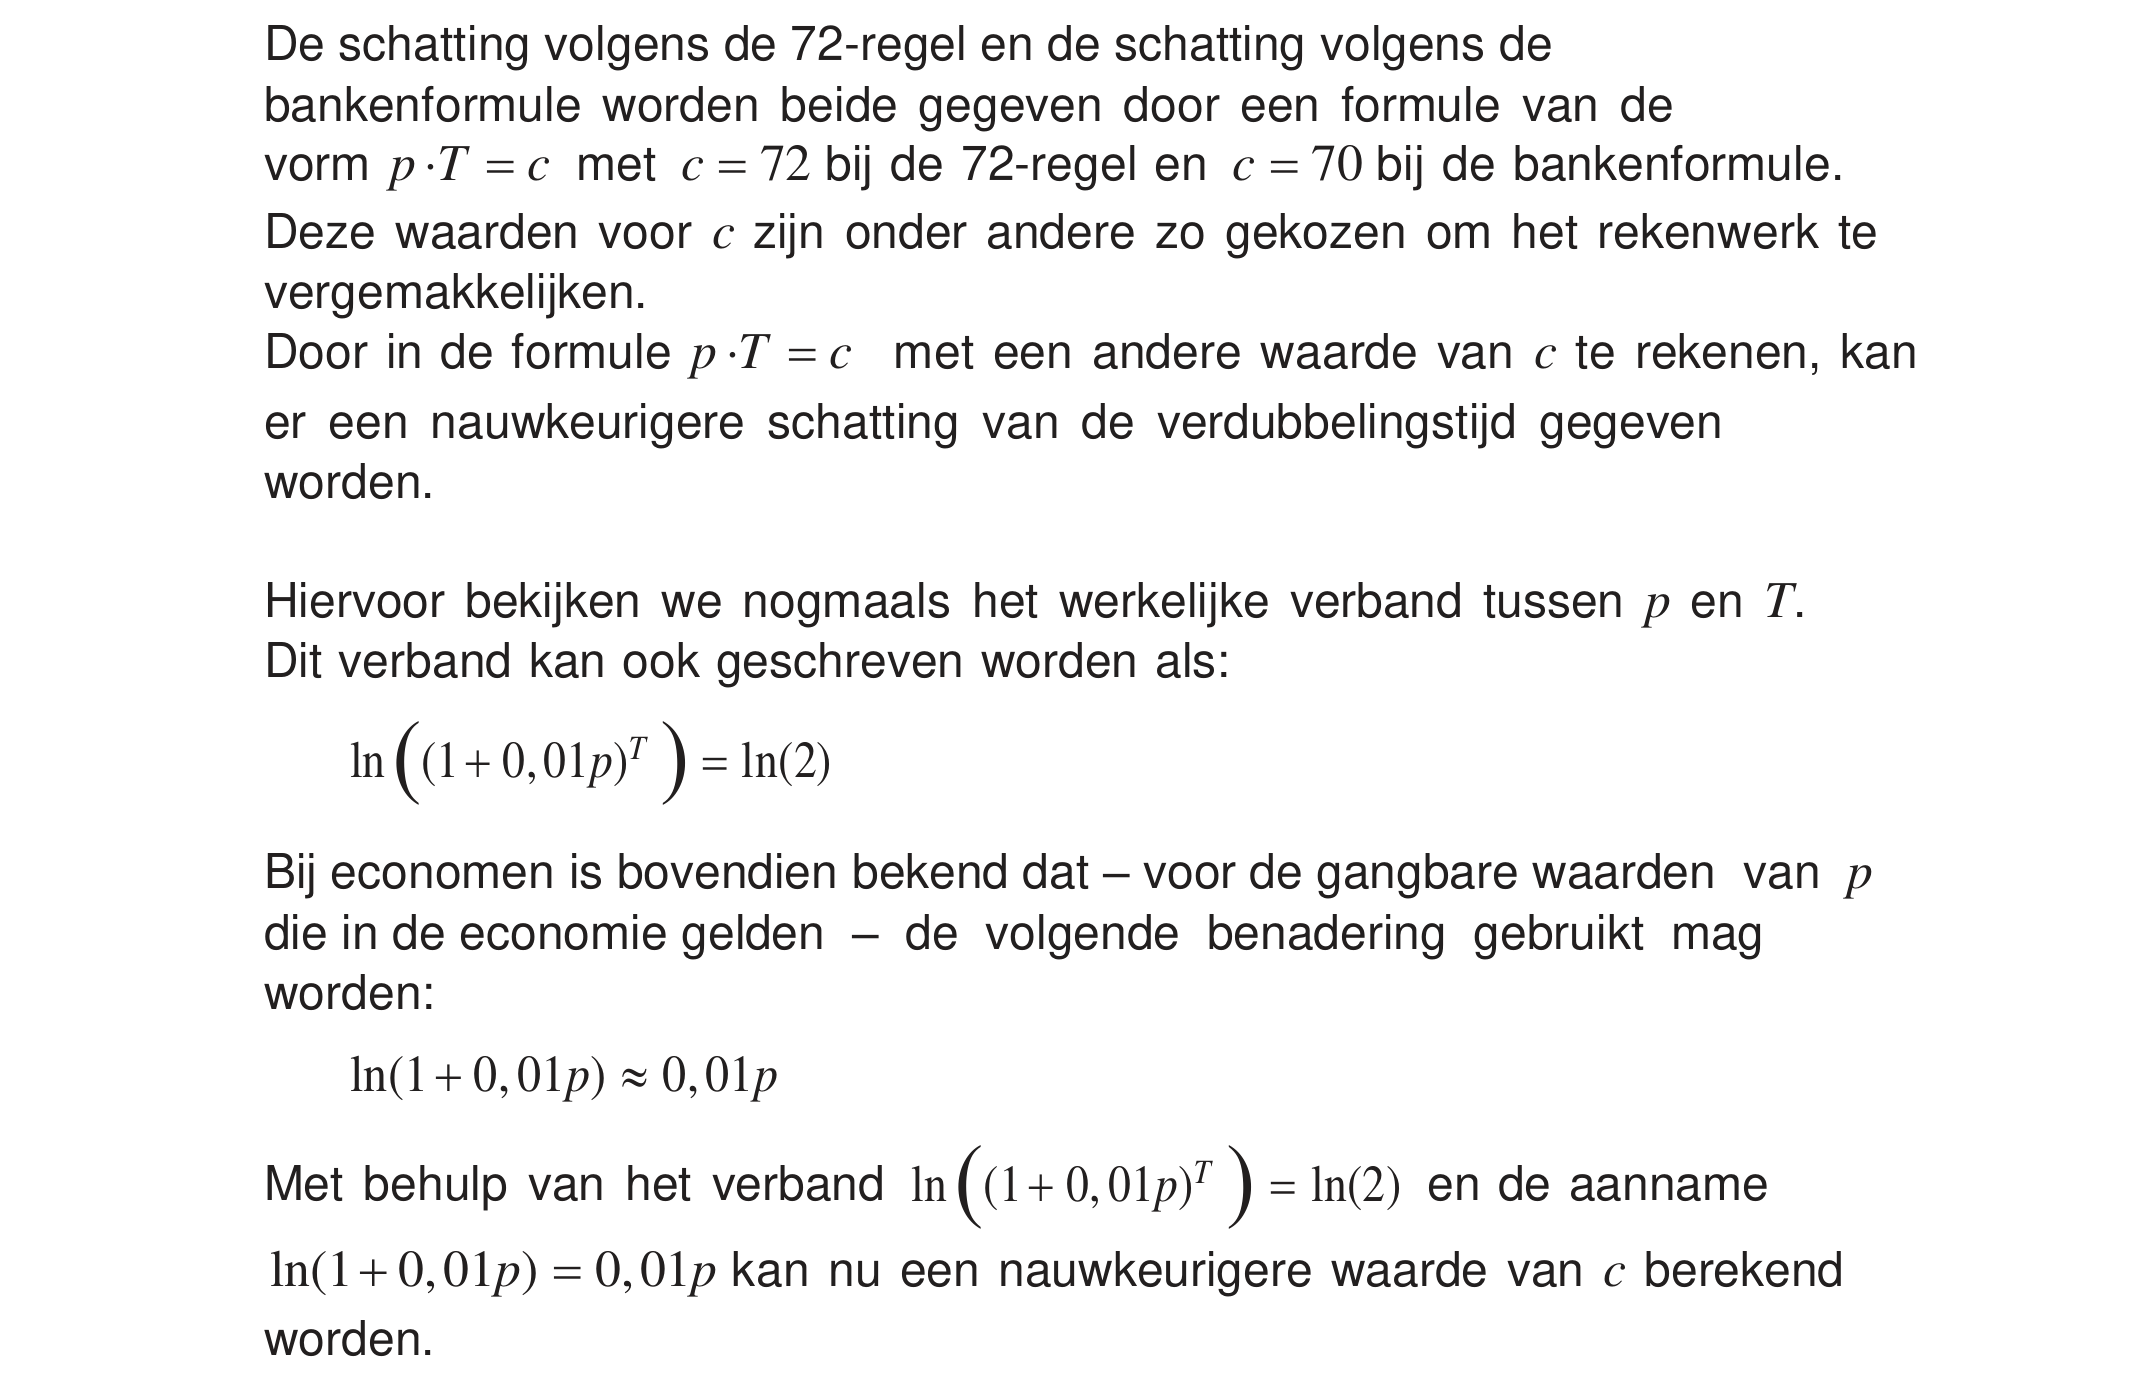 De schatting volgens de 72-regel en de schatting volgens de
bankenformule worden beide gegeven door een formule van de
vorm p · T = c met c = 72 bij de 72-regel en c = 70 bij de bankenformule.
Deze waarden voor c zijn onder andere zo gekozen om het rekenwerk te
vergemakkelijken.
Door in de formule p · T = c met een andere waarde van c te rekenen, kan
er een nauwkeurigere schatting van de verdubbelingstijd gegeven
worden.
Hiervoor bekijken we nogmaals het werkelijke verband tussen p en T.
Dit verband kan ook geschreven worden als:
ln((1 + 0,01p)^T) = ln(2)
Bij economen is bovendien bekend dat – voor de gangbare waarden van p
die in de economie gelden – de volgende benadering gebruikt mag
worden:
ln(1 + 0,01p) ≈ 0,01p
Met behulp van het verband ln((1 + 0,01p)^T) = ln(2) en de aanname
ln(1 + 0,01p) = 0,01p kan nu een nauwkeurigere waarde van c berekend
worden.